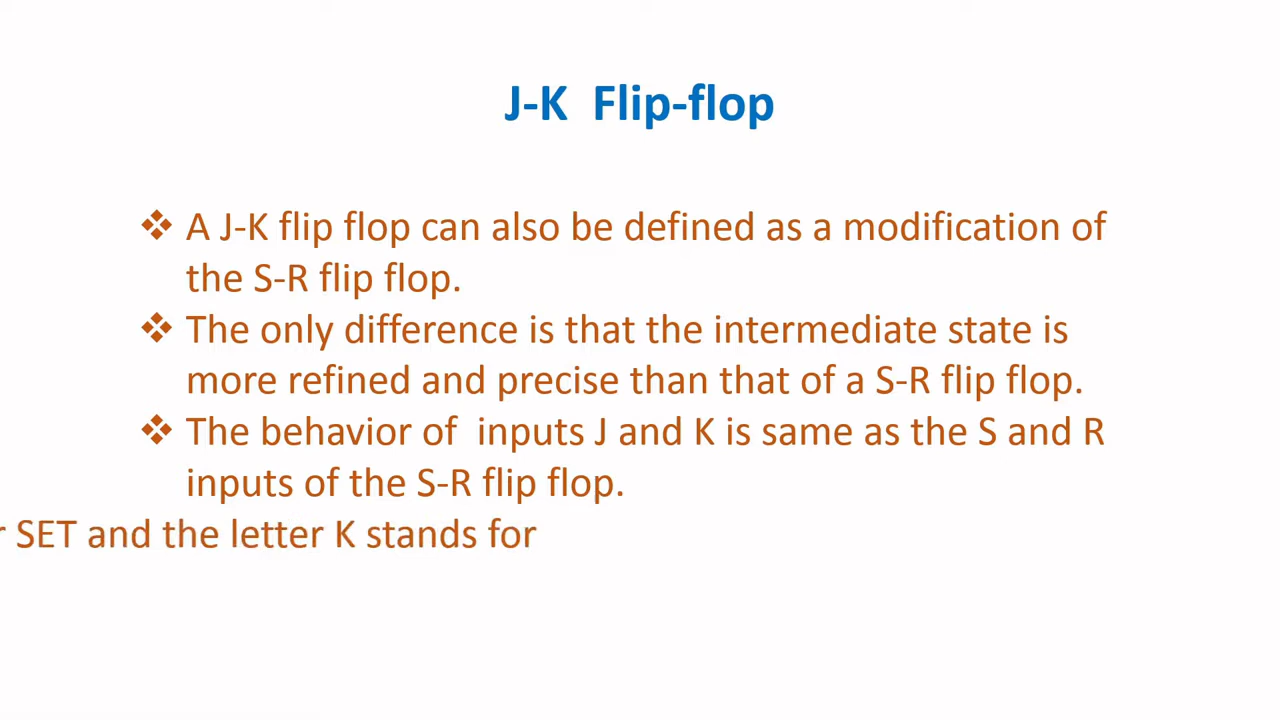 J-K Flip-flop
❖ A J-K flip flop can also be defined as a modification of
the S-R flip flop.
❖ The only difference is that the intermediate state is
more refined and precise than that of a S-R flip flop.
❖ The behavior of inputs J and K is same as the S and R
inputs of the S-R flip flop.
SET and the letter K stands for